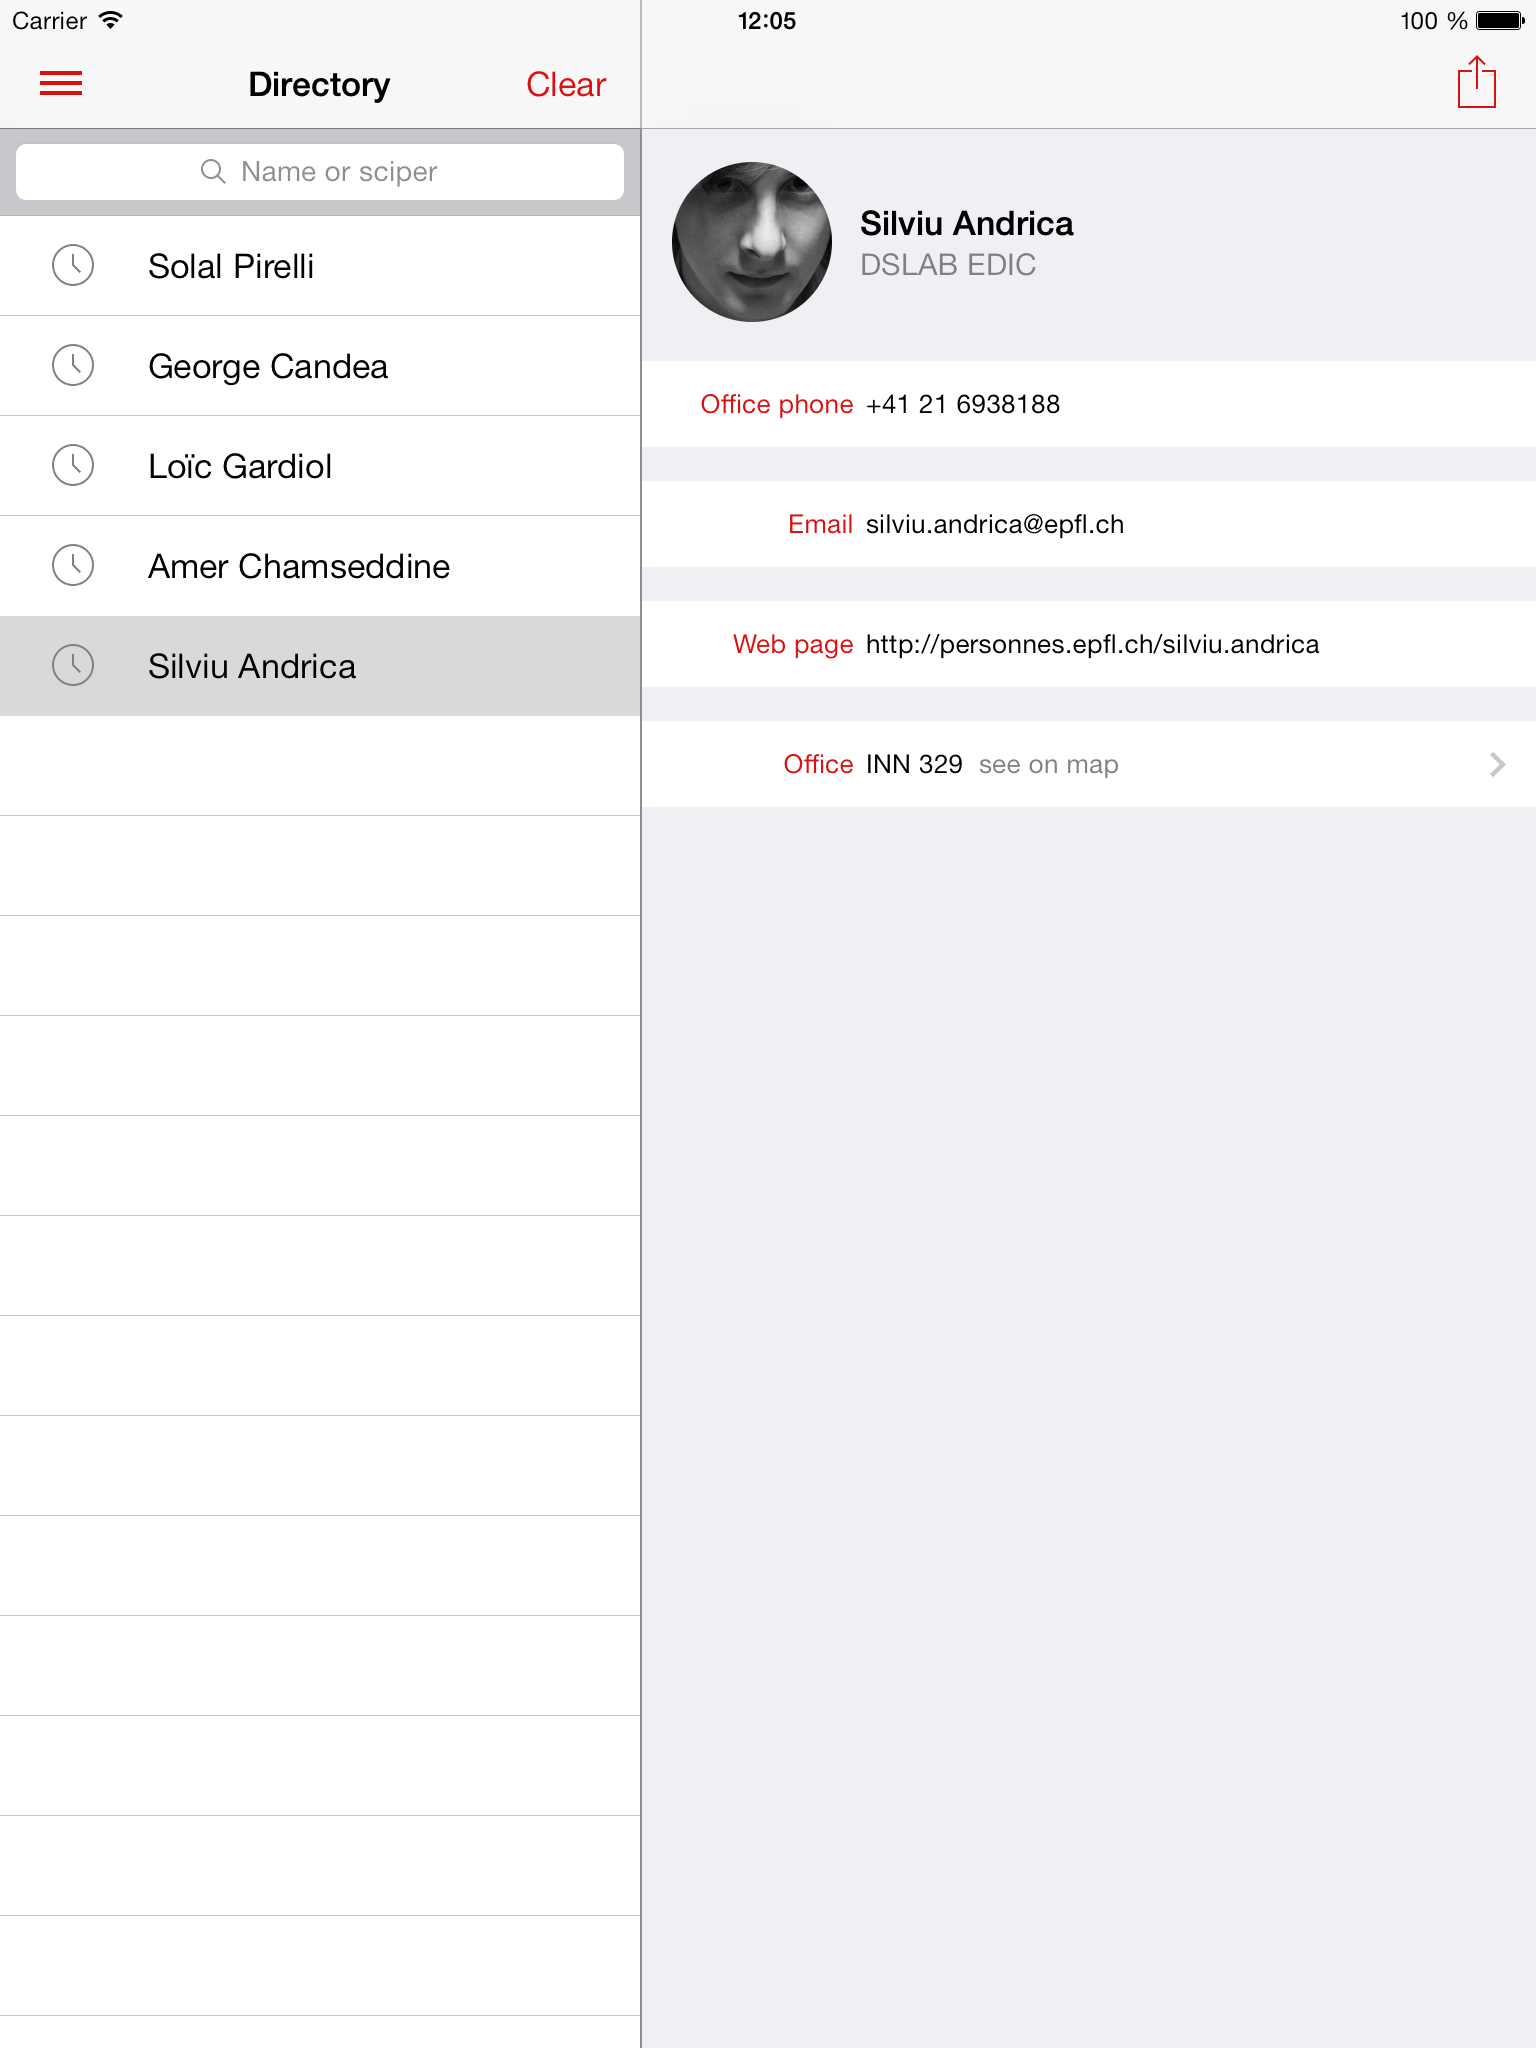 Carrier 12:05 100 %
Directory Clear
Name or sciper
Solal Pirelli
George Candea
Loïc Gardiol
Amer Chamseddine
Silviu Andrica
Silviu Andrica
DSLAB EDIC
Office phone +41 21 6938188
Email silviu.andrica@epfl.ch
Web page http://personnes.epfl.ch/silviu.andrica
Office INN 329 see on map